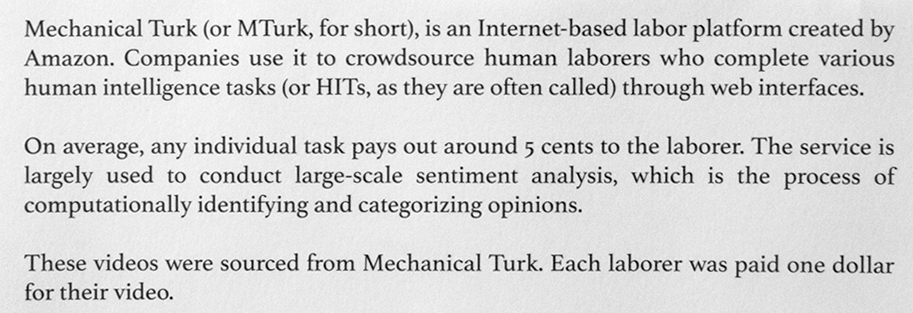 Mechanical Turk (or MTurk, for short), is an Internet-based labor platform created by
Amazon. Companies use it to crowdsource human laborers who complete various
human intelligence tasks (or HITs, as they are often called) through web interfaces.
On average, any individual task pays out around 5 cents to the laborer. The service is
largely used to conduct large-scale sentiment analysis, which is the process of
computationally identifying and categorizing opinions.
These videos were sourced from Mechanical Turk. Each laborer was paid one dollar
for their video.